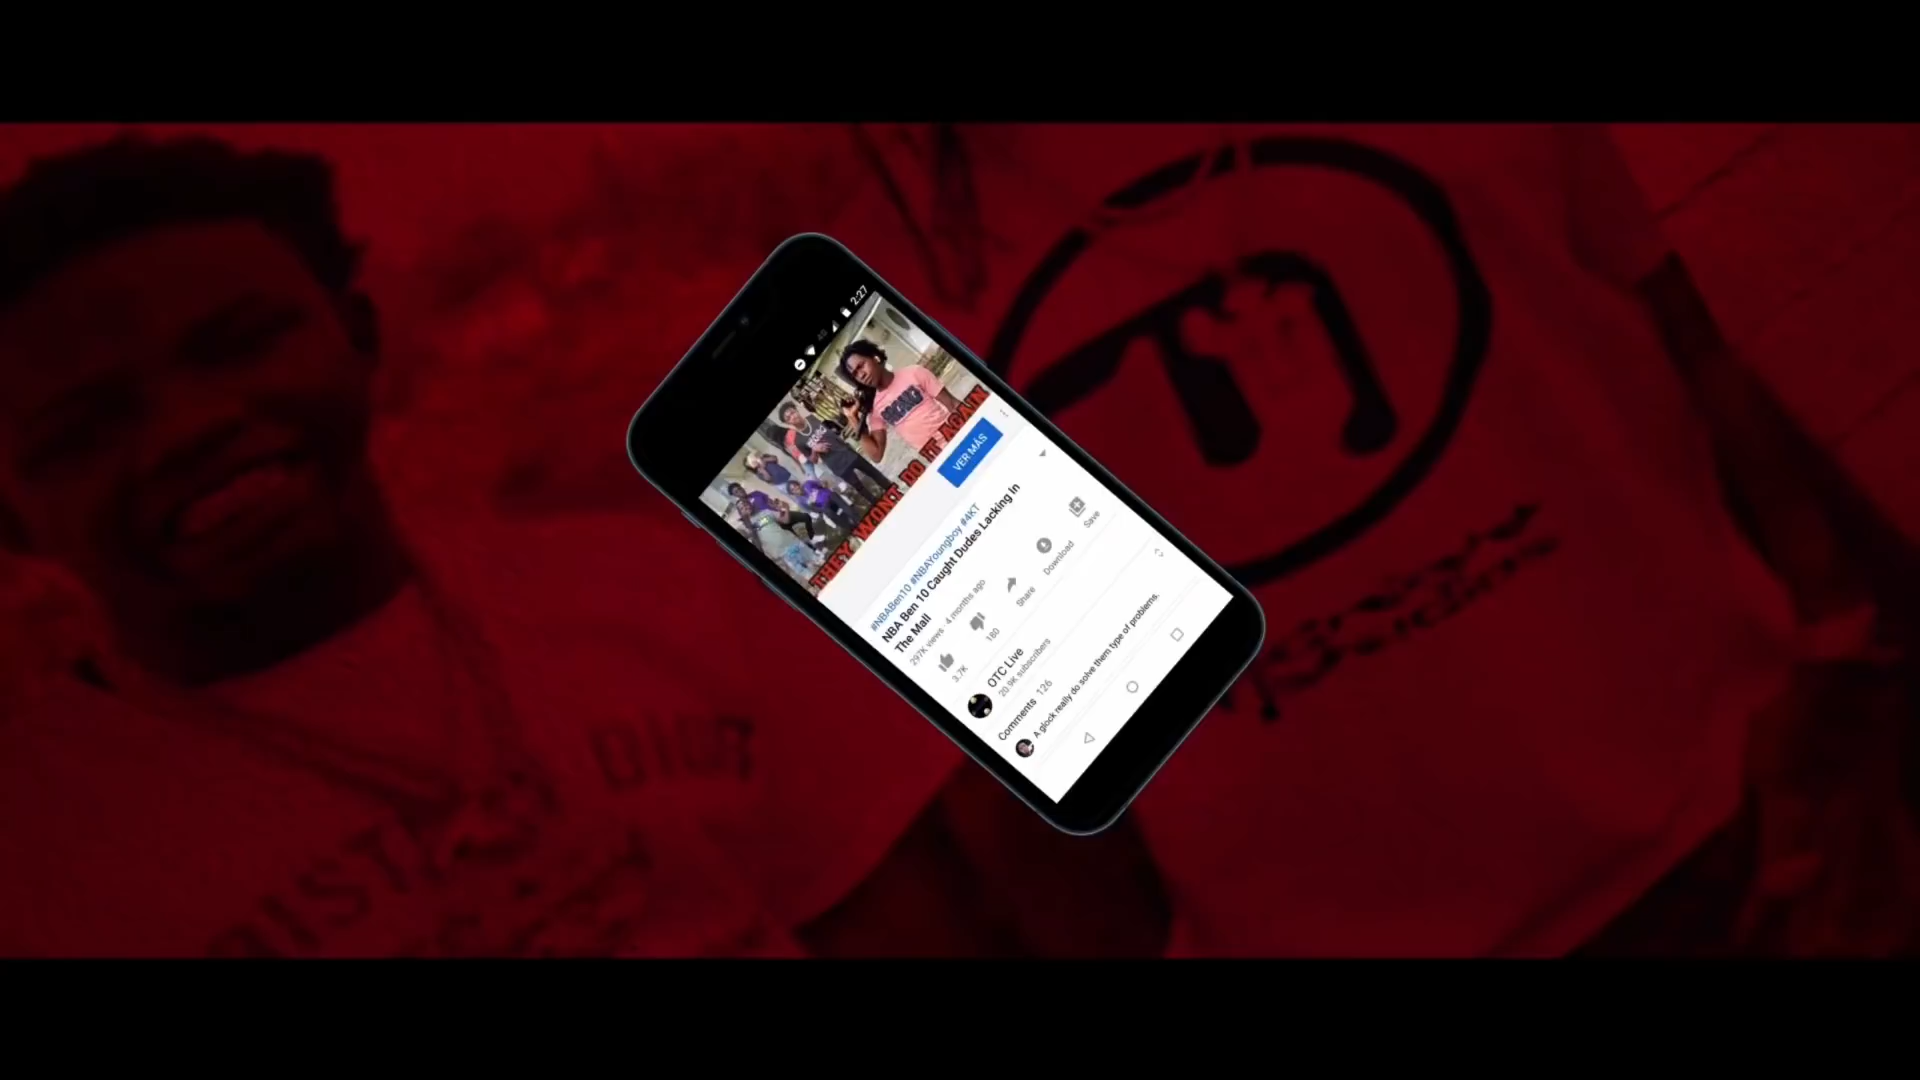 2:27
THEY WON'T DO IT AGAIN
VER MÁS
#NBABen10 #NBAYoungboy #4KT
NBA Ben 10 Caught Dudes Lacking In
The Mall
297K views · 4 months ago
3.7K
180
Share
Download
Save
OTC Live
20.9K subscribers
Comments 126
A glock really do solve them type of problems.
DIOR